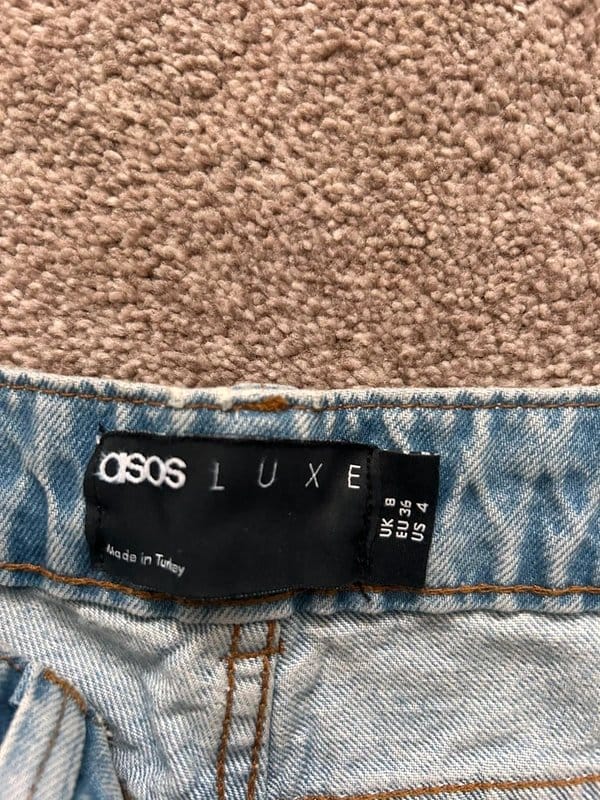 asos LUXE
Made in Turkey
UK 8
EU 36
US 4